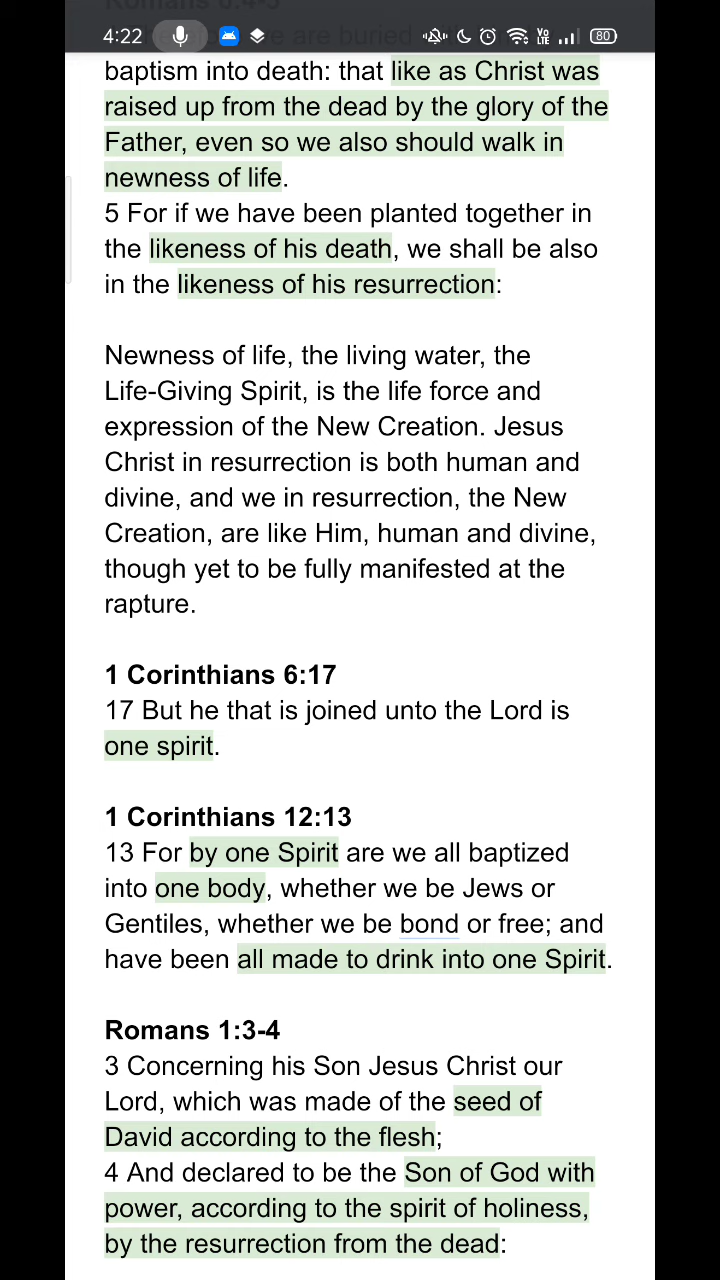 Romans 6:4-5
4:22
80
baptism into death: that like as Christ was
raised up from the dead by the glory of the
Father, even so we also should walk in
newness of life.
5 For if we have been planted together in
the likeness of his death, we shall be also
in the likeness of his resurrection:
Newness of life, the living water, the
Life-Giving Spirit, is the life force and
expression of the New Creation. Jesus
Christ in resurrection is both human and
divine, and we in resurrection, the New
Creation, are like Him, human and divine,
though yet to be fully manifested at the
rapture.
1 Corinthians 6:17
17 But he that is joined unto the Lord is
one spirit.
1 Corinthians 12:13
13 For by one Spirit are we all baptized
into one body, whether we be Jews or
Gentiles, whether we be bond or free; and
have been all made to drink into one Spirit.
Romans 1:3-4
3 Concerning his Son Jesus Christ our
Lord, which was made of the seed of
David according to the flesh;
4 And declared to be the Son of God with
power, according to the spirit of holiness,
by the resurrection from the dead: